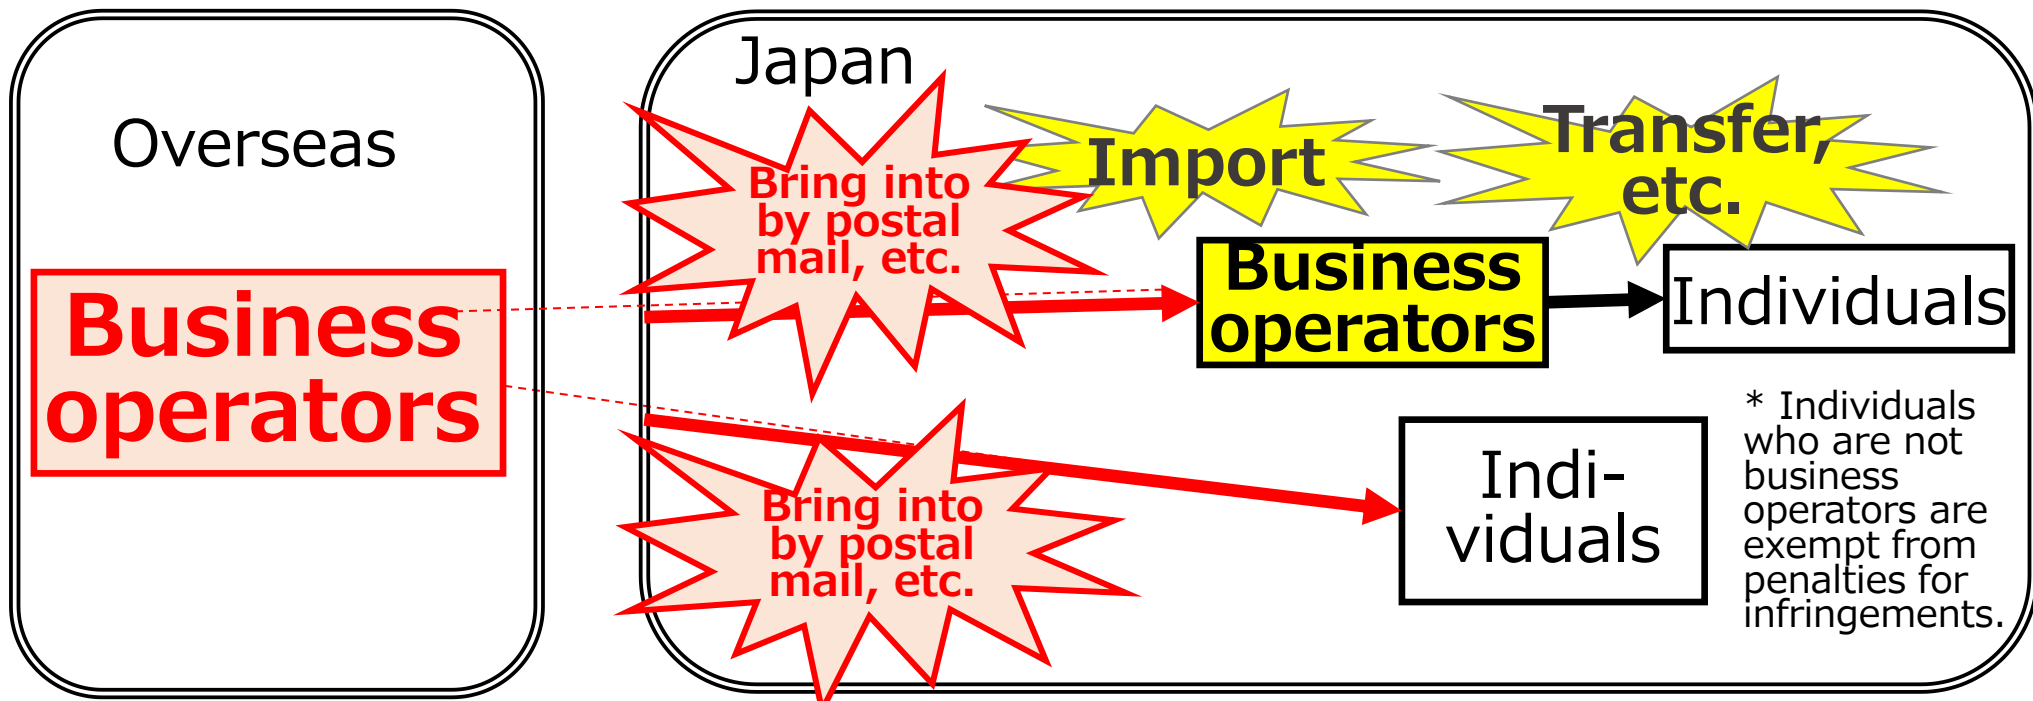 Overseas
Business
operators
Japan
Bring into
by postal
mail, etc.
Import
Transfer,
etc.
Business
operators
Individuals
Bring into
by postal
mail, etc.
Indi-
viduals
* Individuals
who are not
business
operators are
exempt from
penalties for
infringements.